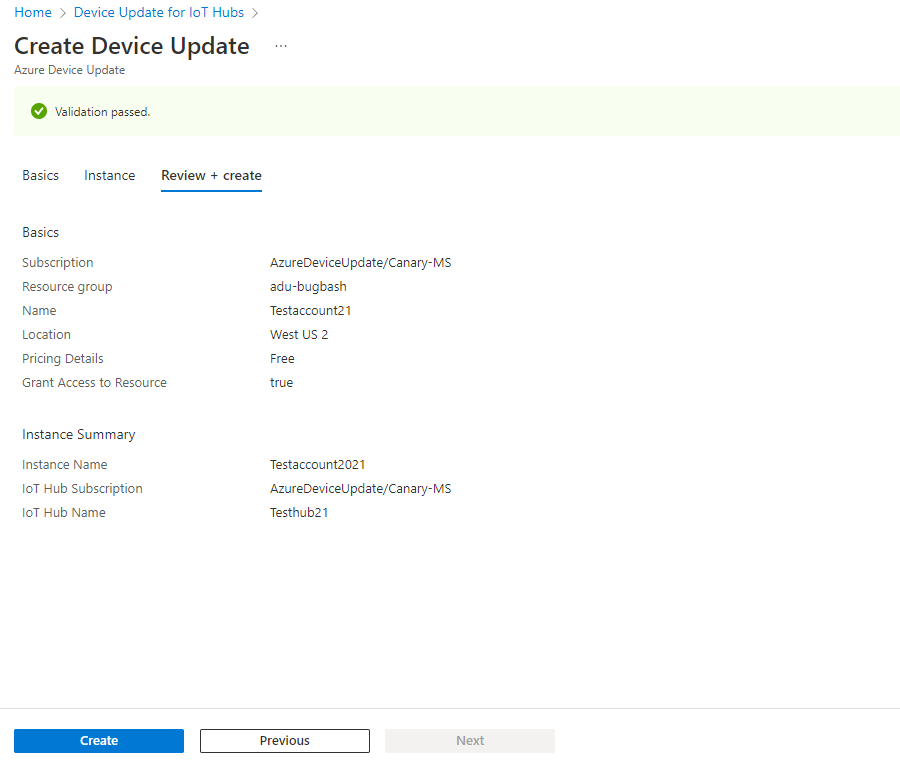 Home > Device Update for IoT Hubs >
Create Device Update ...
Azure Device Update
Validation passed.
Basics Instance Review + create
Basics
Subscription AzureDeviceUpdate/Canary-MS
Resource group adu-bugbash
Name Testaccount21
Location West US 2
Pricing Details Free
Grant Access to Resource true
Instance Summary
Instance Name Testaccount2021
IoT Hub Subscription AzureDeviceUpdate/Canary-MS
IoT Hub Name Testhub21
Create Previous Next